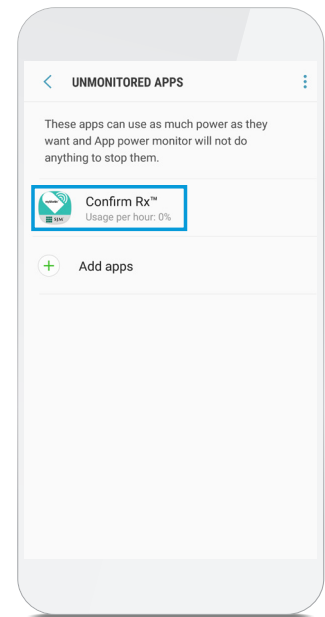 UNMONITORED APPS
These apps can use as much power as they
want and App power monitor will not do
anything to stop them.
Confirm Rx™
Usage per hour: 0%
Add apps